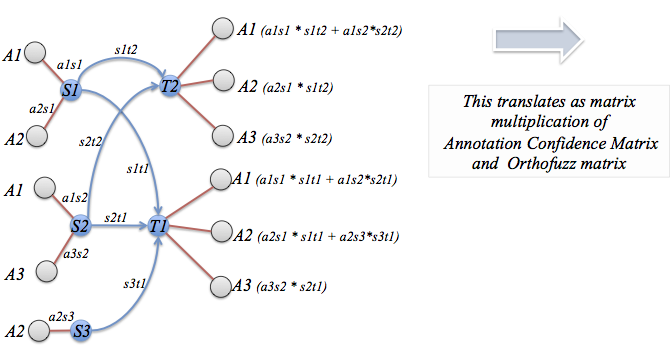 A1 (a1s1 * s1t2 + a1s2*s2t2)
A1
a1s1
s1t2
S1
T2
A2 (a2s1 * s1t2)
a2s1
A2
s2t2
A3 (a3s2 * s2t2)
s1t1
A1
a1s2
A1 (a1s1 * s1t1 + a1s2*s2t1)
S2
s2t1
T1
A2 (a2s1 * s1t1 + a2s3*s3t1)
a3s2
A3
s3t1
A3 (a3s2 * s2t1)
a2s3
A2
S3
This translates as matrix
multiplication of
Annotation Confidence Matrix
and Orthofuzz matrix